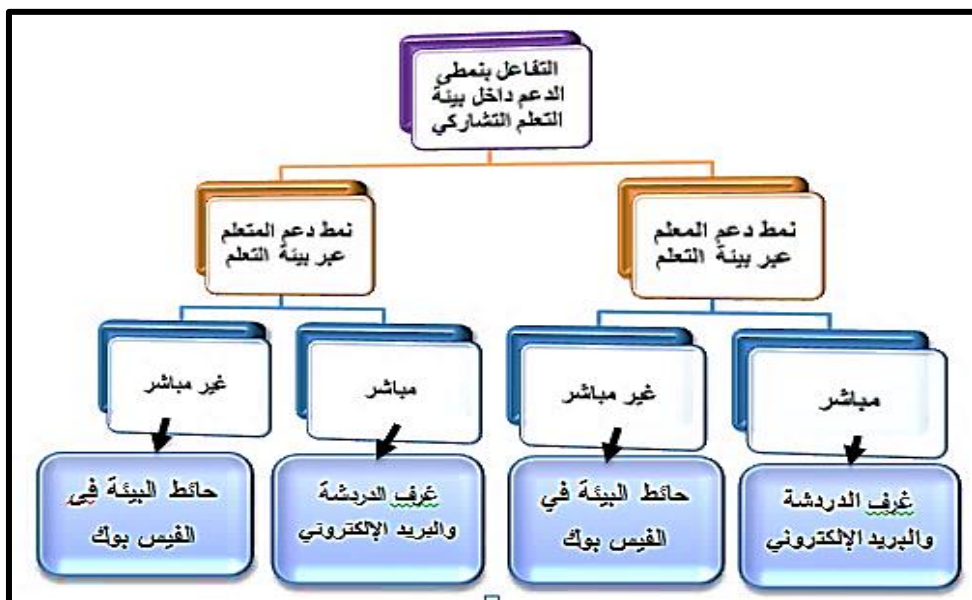 التفاعل بنمطى
الدعم داخل بيئة
التعلم التشاركي
نمط دعم المعلم
عبر بيئة التعلم
نمط دعم المتعلم
عبر بيئة التعلم
مباشر
غير مباشر
مباشر
غير مباشر
غرف الدردشة
والبريد الإلكتروني
حائط البيئة في
الفيس بوك
غرف الدردشة
والبريد الإلكتروني
حائط البيئة فى
الفيس بوك